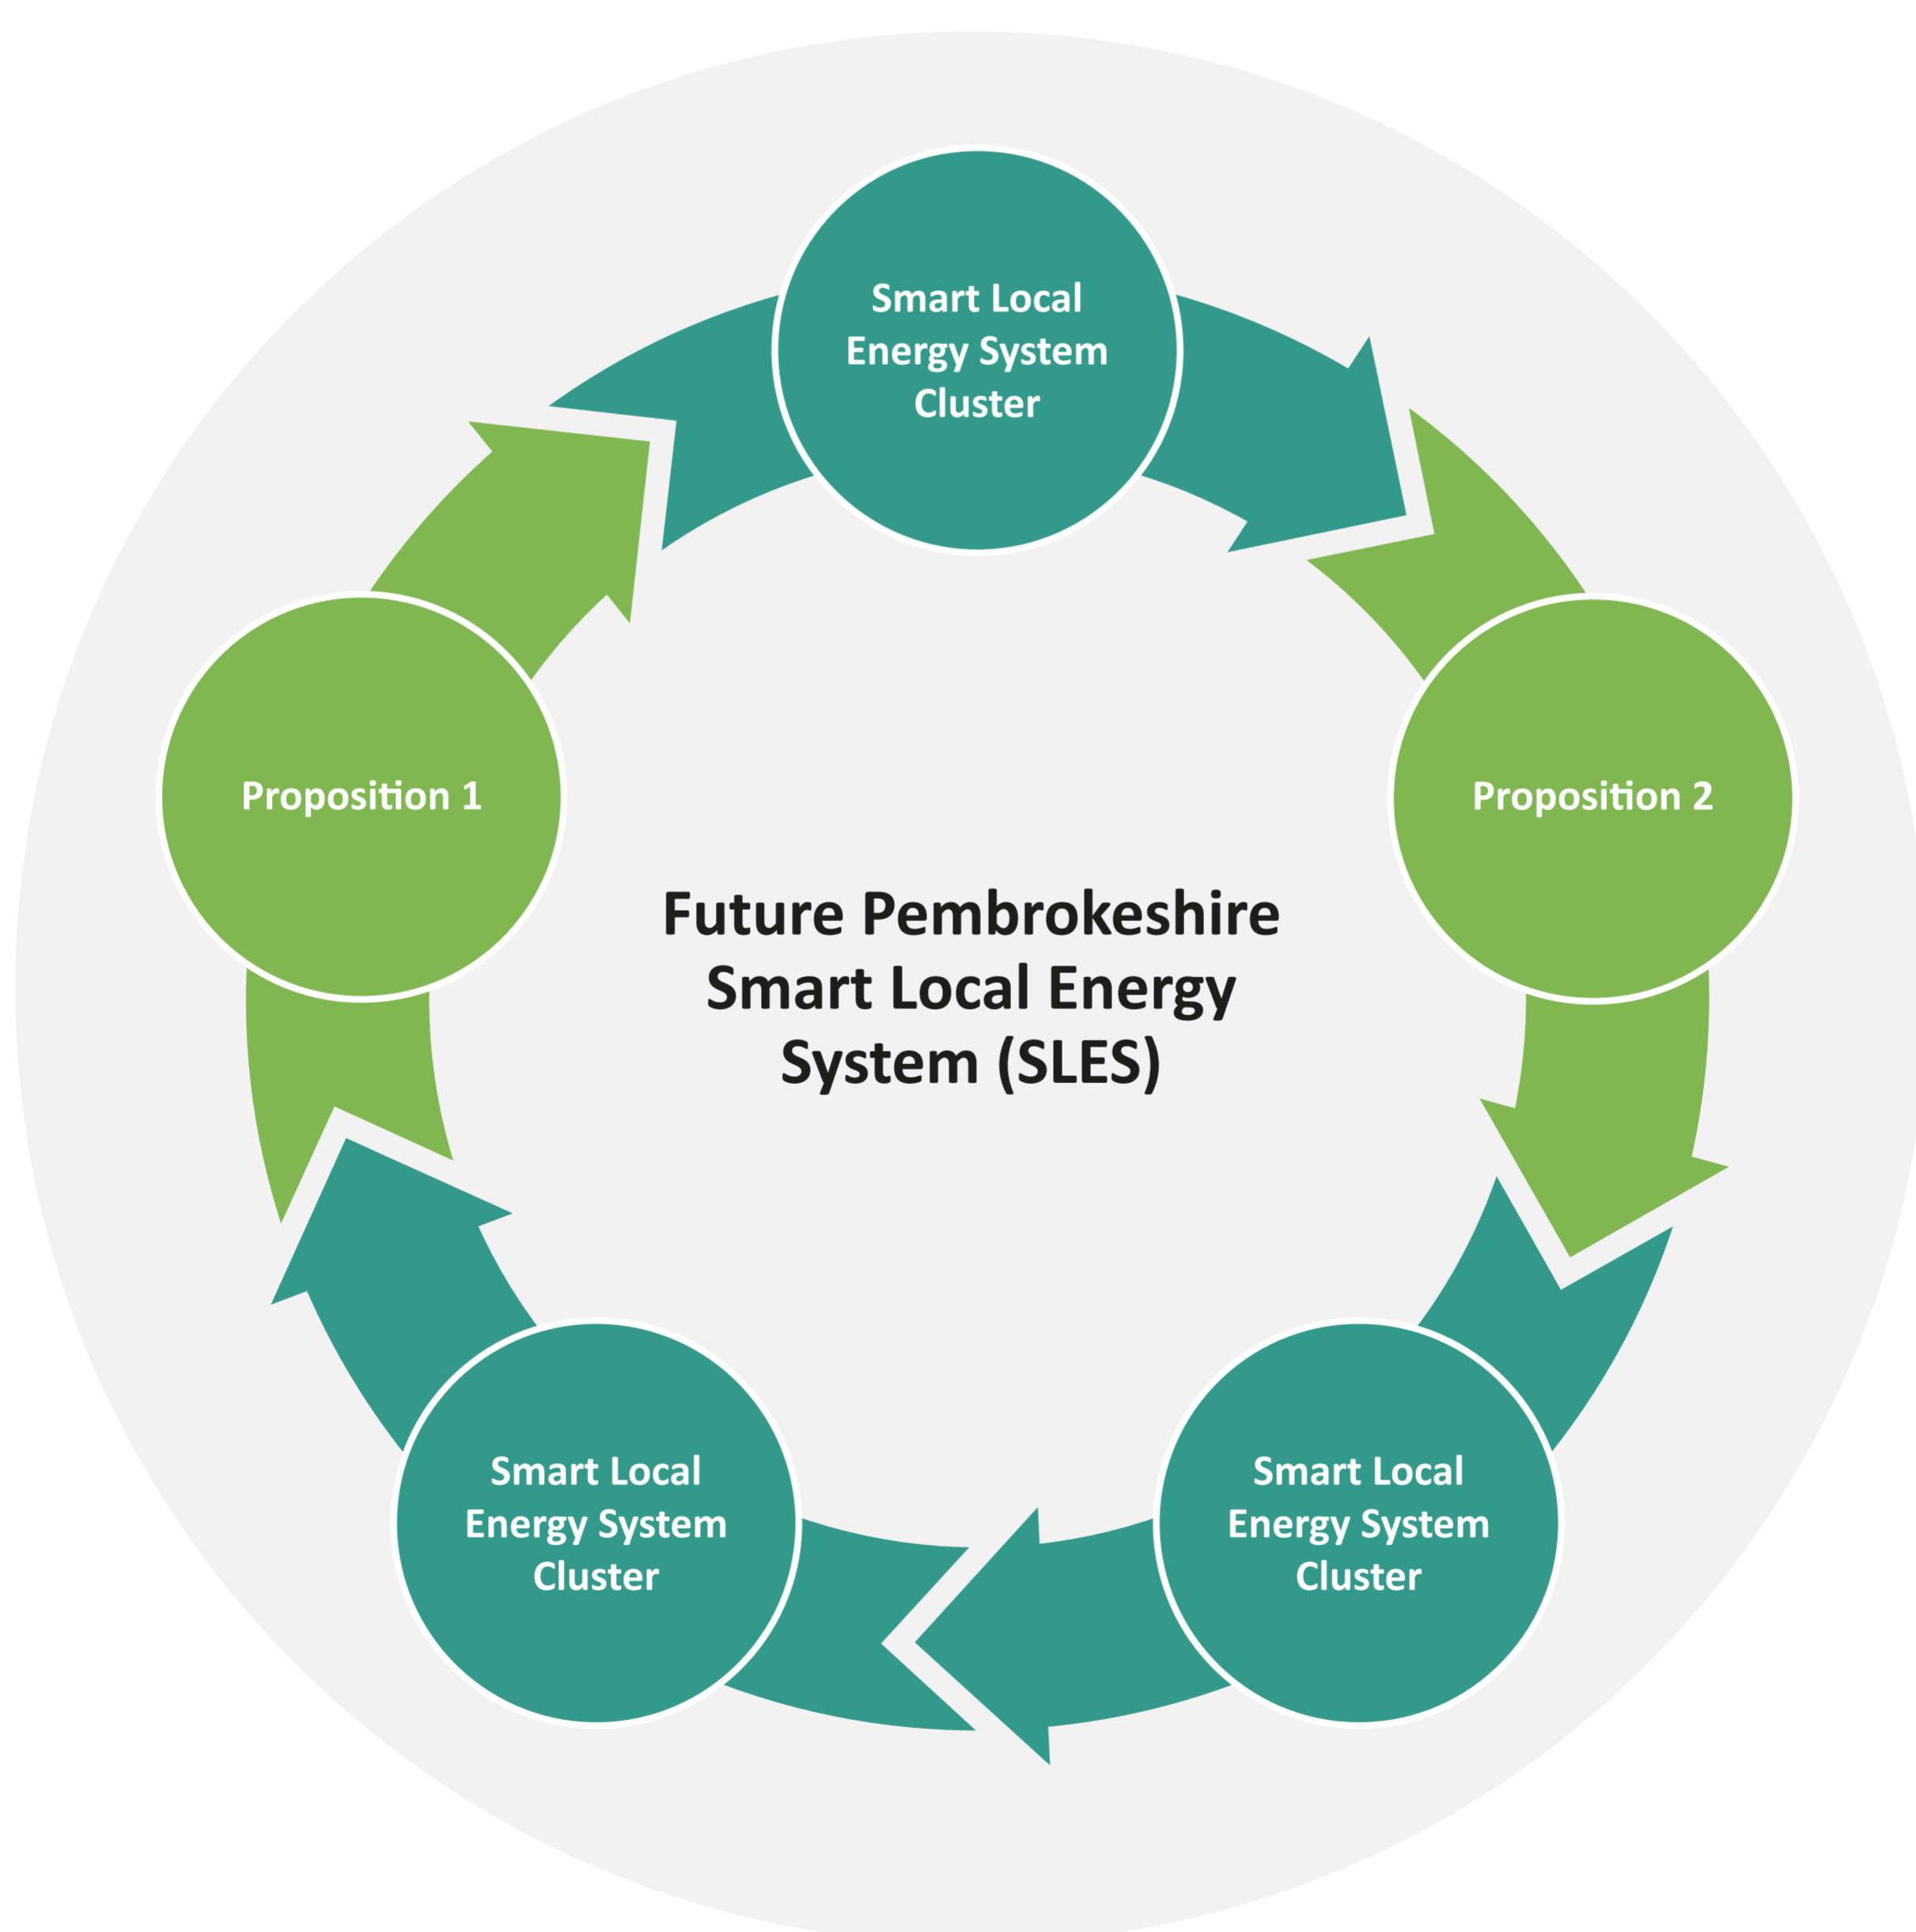 Smart Local
Energy System
Cluster
Proposition 1
Proposition 2
Future Pembrokeshire
Smart Local Energy
System (SLES)
Smart Local
Energy System
Cluster
Smart Local
Energy System
Cluster